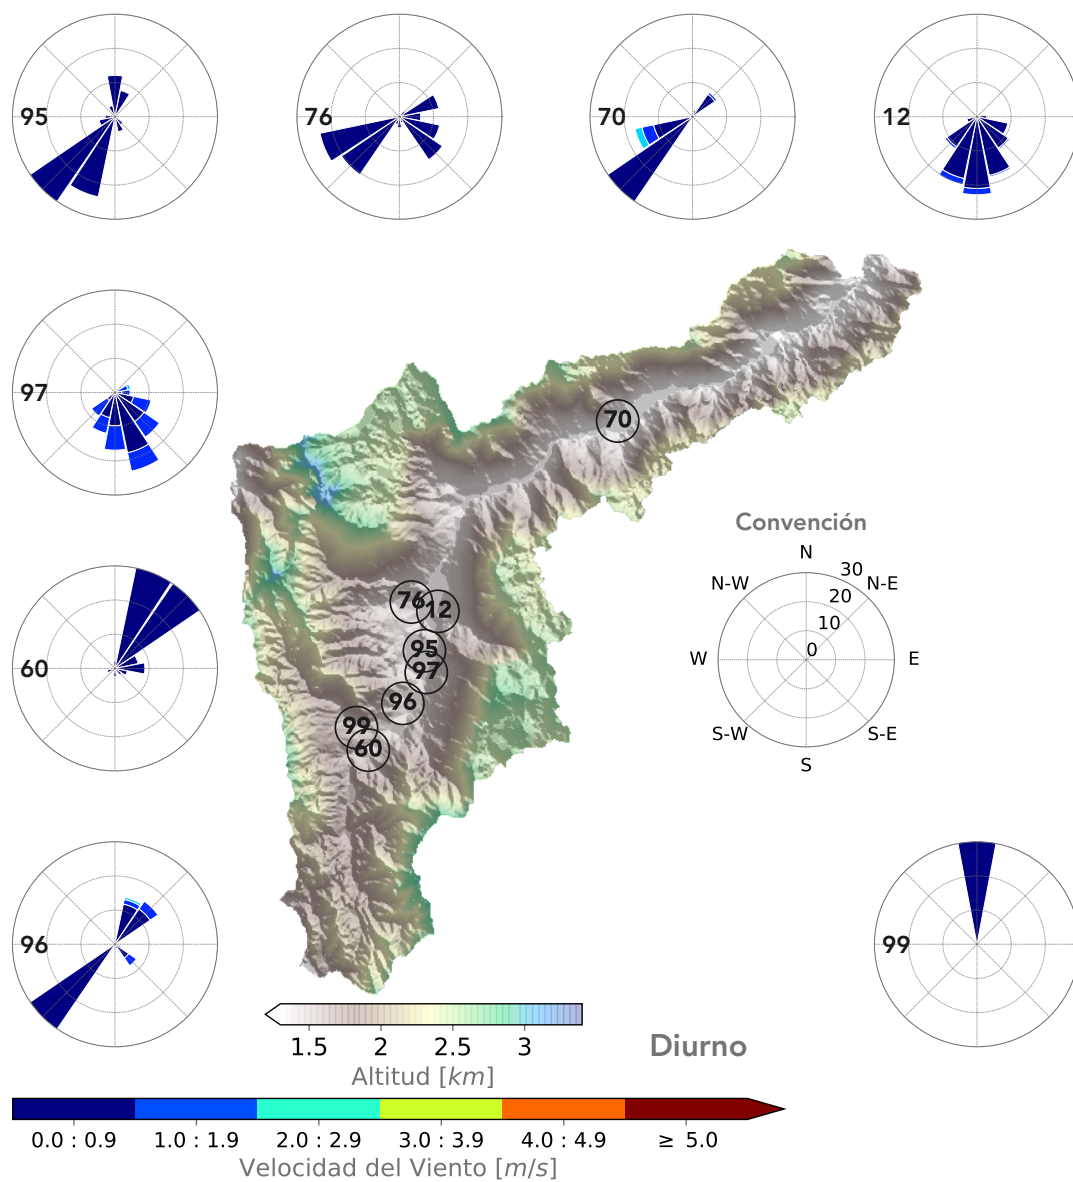 95
76
70
12
97
70
Convención
N
N-W
30
N-E
20
10
0
W
E
S-W
S-E
S
76
12
95
97
96
99
60
60
96
99
1.5 2 2.5 3
Altitud [km]
Diurno
0.0 : 0.9 1.0 : 1.9 2.0 : 2.9 3.0 : 3.9 4.0 : 4.9 ≥ 5.0
Velocidad del Viento [m/s]